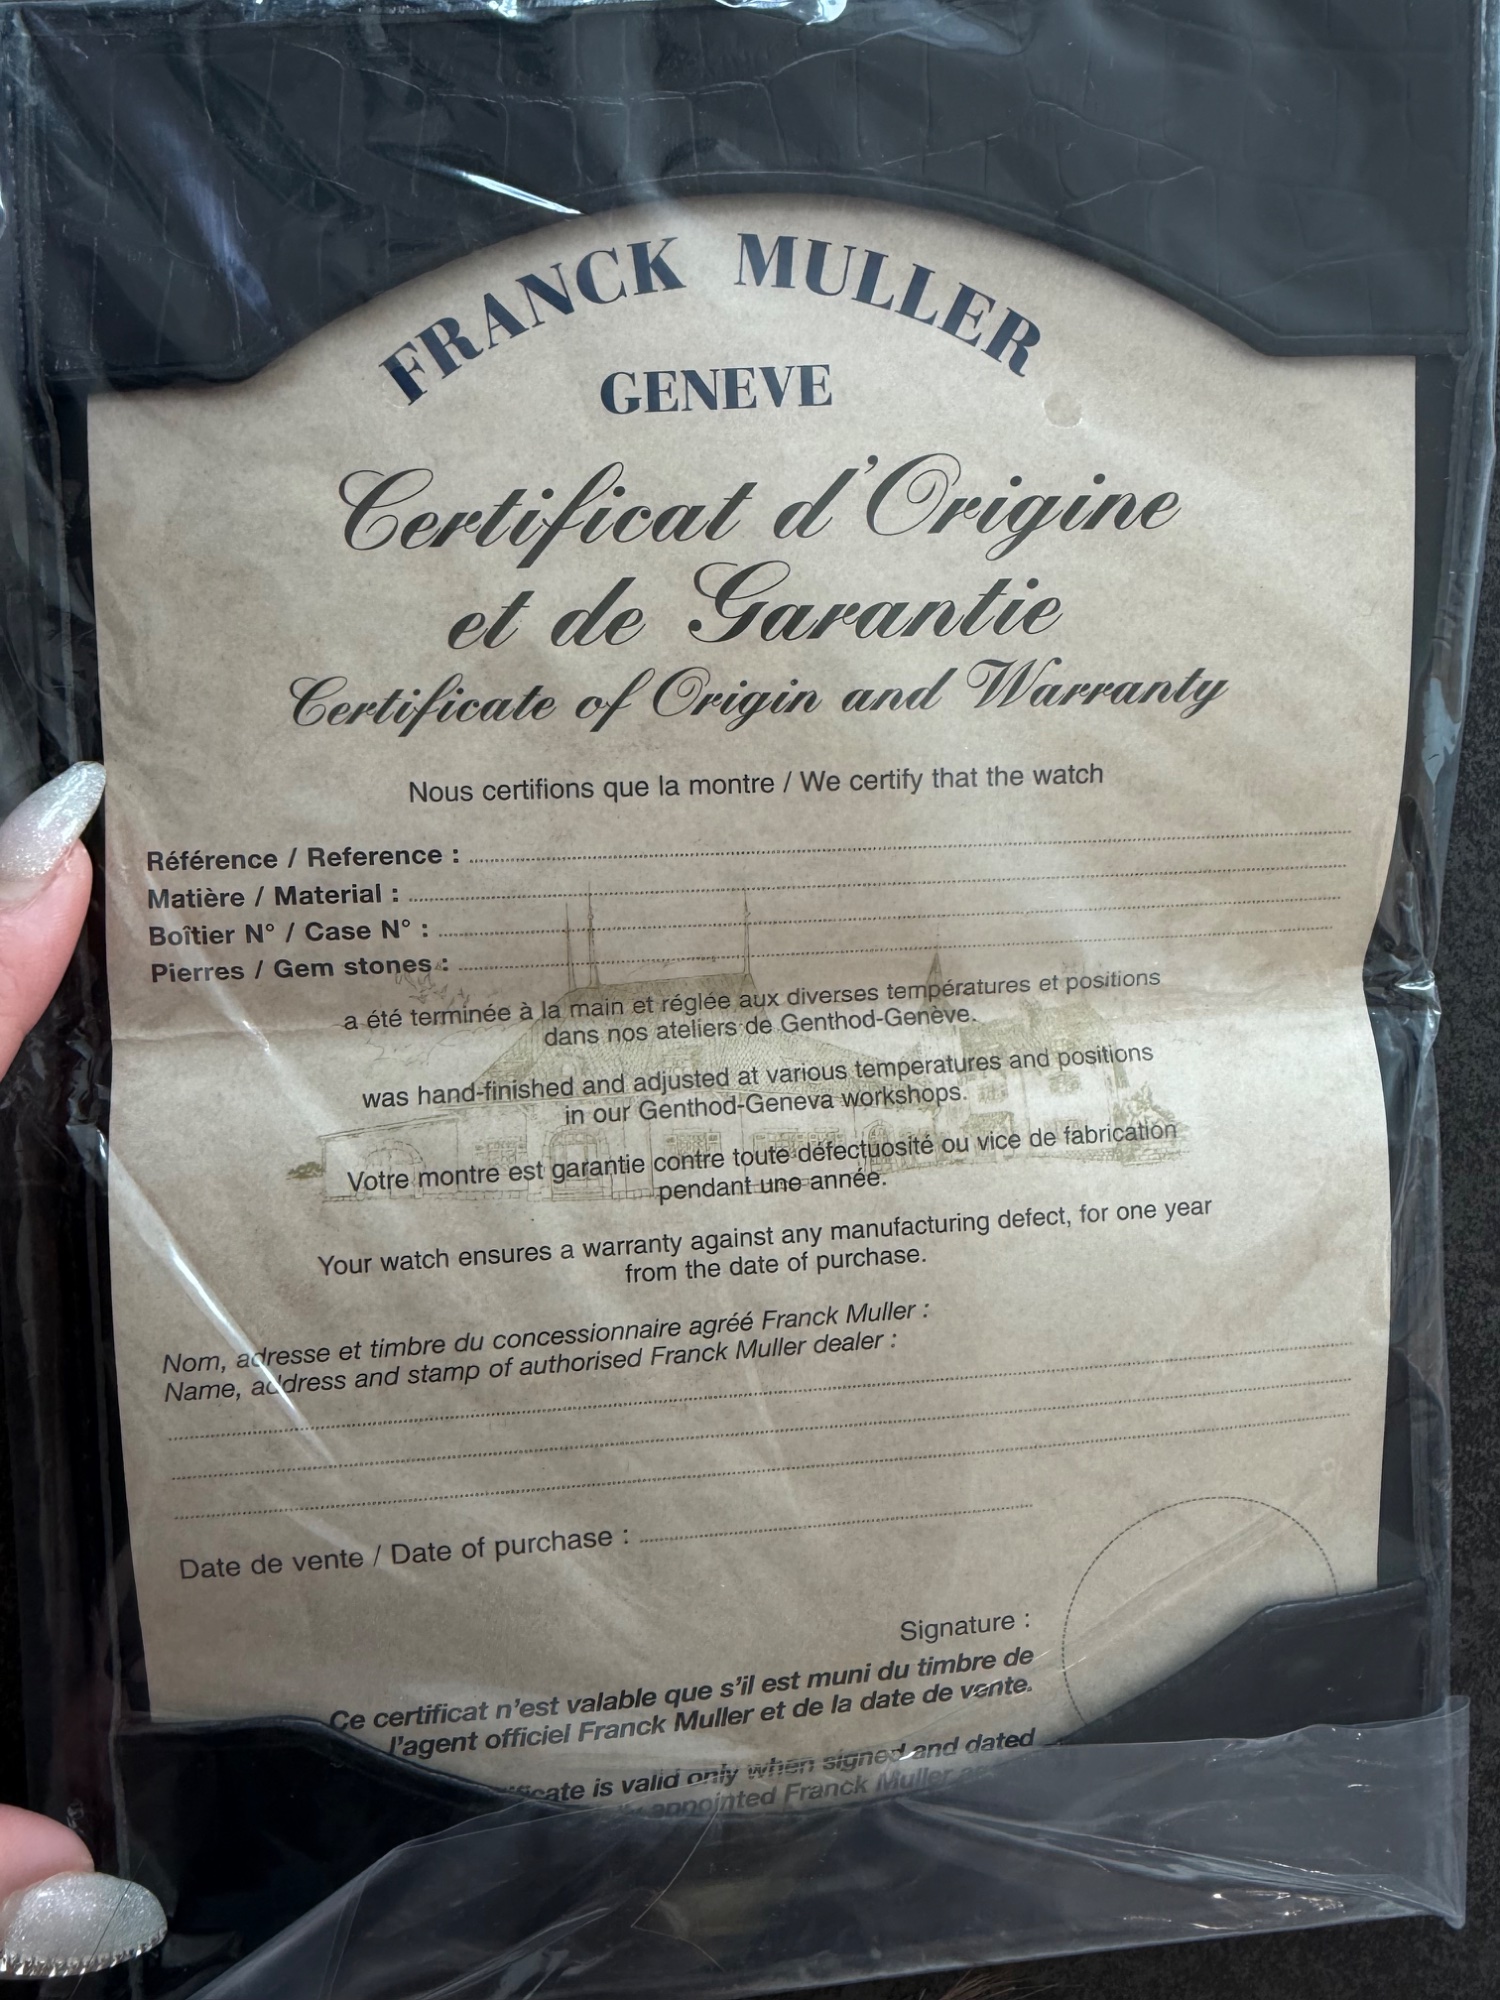 FRANCK MULLER
GENEVE
Certificat d'Origine
et de Garantie
Certificate of Origin and Warranty
Nous certifions que la montre / We certify that the watch
Référence / Reference :
Matière / Material :
Boîtier N° / Case N° :
Pierres / Gem stones :
a été terminée à la main et réglée aux diverses températures et positions
dans nos ateliers de Genthod-Genève.
was hand-finished and adjusted at various temperatures and positions
in our Genthod-Geneva workshops.
Votre montre est garantie contre toute défectuosité ou vice de fabrication
pendant une année.
Your watch ensures a warranty against any manufacturing defect, for one year
from the date of purchase.
Nom, adresse et timbre du concessionnaire agréé Franck Muller :
Name, address and stamp of authorised Franck Muller dealer :
Date de vente / Date of purchase :
Signature :
Ce certificat n'est valable que s'il est muni du timbre de
l'agent officiel Franck Muller et de la date de vente.
is valid only when signed and dated
appointed Franck Muller